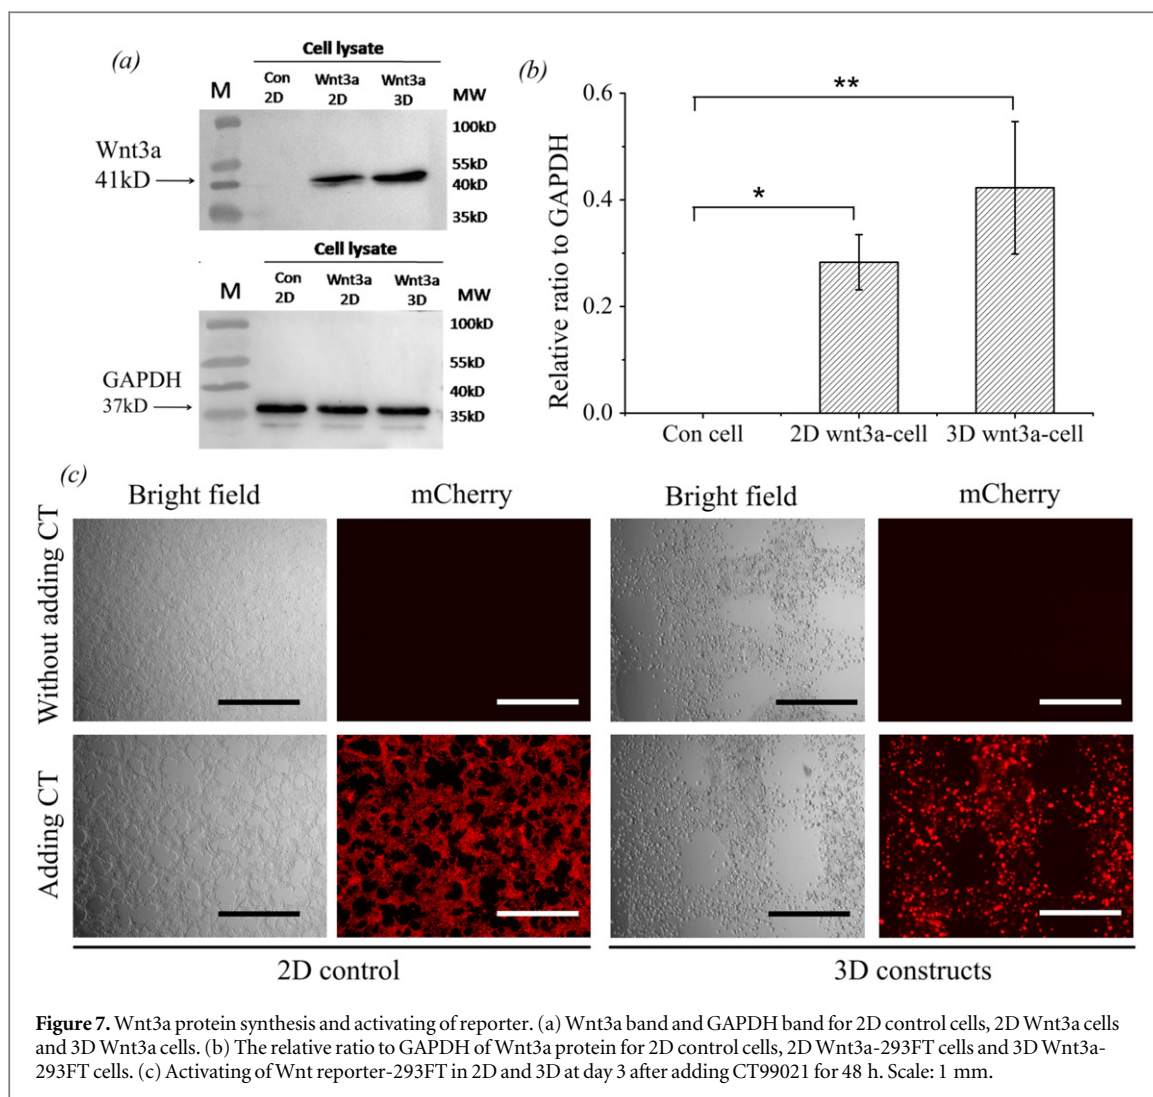 (a)
Cell lysate
M
Con 2D
Wnt3a 2D
Wnt3a 3D
MW
100kD
55kD
40kD
35kD
Wnt3a
41kD
Cell lysate
M
Con 2D
Wnt3a 2D
Wnt3a 3D
MW
100kD
55kD
40kD
35kD
GAPDH
37kD
(b)
Relative ratio to GAPDH
0.6
0.4
0.2
0.0
**
*
Con cell
2D wnt3a-cell
3D wnt3a-cell
(c)
Bright field
mCherry
Bright field
mCherry
Without adding CT
Adding CT
2D control
3D constructs
Figure 7. Wnt3a protein synthesis and activating of reporter. (a) Wnt3a band and GAPDH band for 2D control cells, 2D Wnt3a cells
and 3D Wnt3a cells. (b) The relative ratio to GAPDH of Wnt3a protein for 2D control cells, 2D Wnt3a-293FT cells and 3D Wnt3a-
293FT cells. (c) Activating of Wnt reporter-293FT in 2D and 3D at day 3 after adding CT99021 for 48 h. Scale: 1 mm.